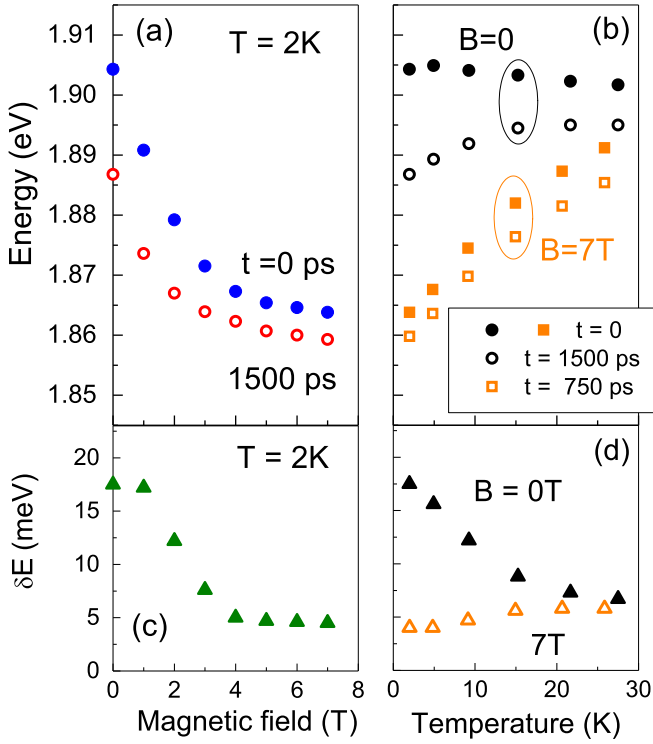 (a)
T = 2K
t =0 ps
1500 ps
Energy (eV)
1.91
1.90
1.89
1.88
1.87
1.86
1.85
(b)
B=0
B=7T
t = 0
t = 1500 ps
t = 750 ps
T = 2K
(c)
δE (meV)
20
15
10
5
0
0 2 4 6 8
Magnetic field (T)
(d)
B = 0T
7T
0 10 20 30
Temperature (K)